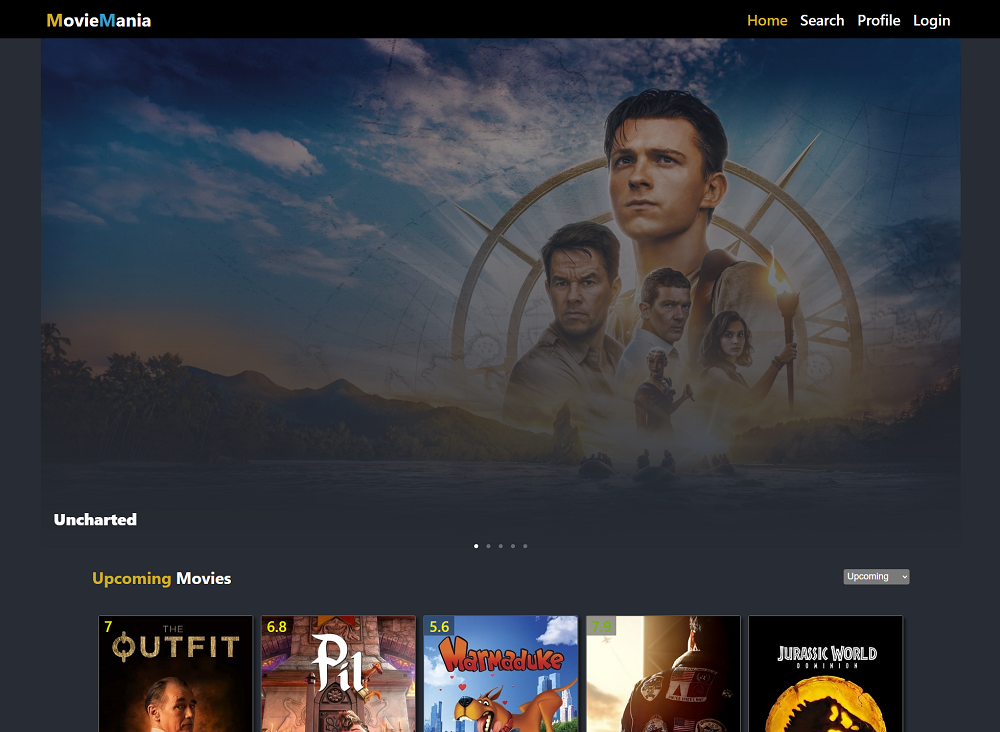 MovieMania
Home Search Profile Login
Uncharted
Upcoming Movies
Upcoming
7
THE
OUTFIT
6.8
Pil
5.6
Marmaduke
7.9
JURASSIC WORLD
DOMINION